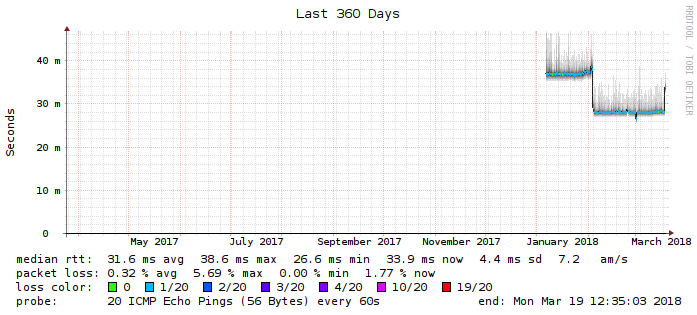 Last 360 Days
RRDTOOL / TOBI OETIKER
Seconds
40 m
30 m
20 m
10 m
0
May 2017 July 2017 September 2017 November 2017 January 2018 March 2018
median rtt: 31.6 ms avg 38.6 ms max 26.6 ms min 33.9 ms now 4.4 ms sd 7.2 am/s
packet loss: 0.32 % avg 5.69 % max 0.00 % min 1.77 % now
loss color: 0 1/20 2/20 3/20 4/20 10/20 19/20
probe: 20 ICMP Echo Pings (56 Bytes) every 60s end: Mon Mar 19 12:35:03 2018